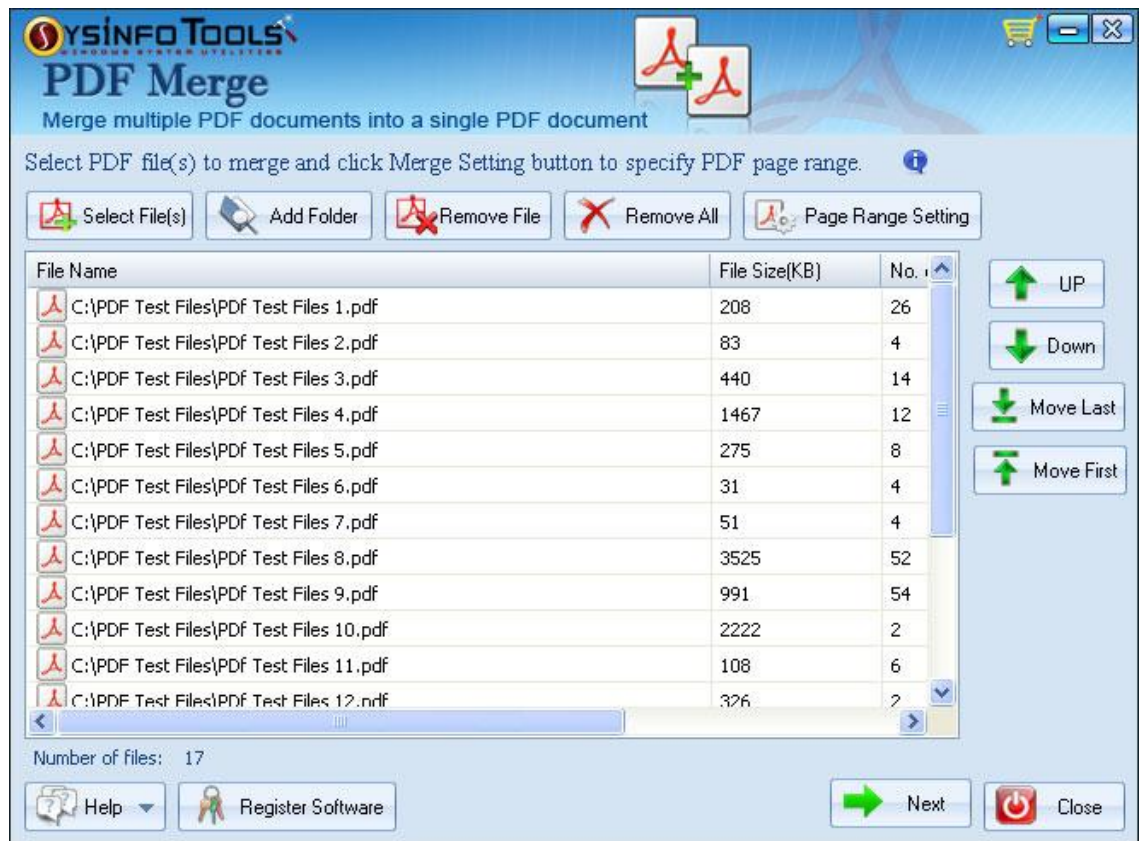 SYSINFO TOOLS
WINDOWS SYSTEM UTILITIES
PDF Merge
Merge multiple PDF documents into a single PDF document
Select PDF file(s) to merge and click Merge Setting button to specify PDF page range.
Select File(s) Add Folder Remove File Remove All Page Range Setting
File Name File Size(KB) No.
C:\PDF Test Files\PDf Test Files 1.pdf 208 26
C:\PDF Test Files\PDf Test Files 2.pdf 83 4
C:\PDF Test Files\PDf Test Files 3.pdf 440 14
C:\PDF Test Files\PDf Test Files 4.pdf 1467 12
C:\PDF Test Files\PDf Test Files 5.pdf 275 8
C:\PDF Test Files\PDf Test Files 6.pdf 31 4
C:\PDF Test Files\PDf Test Files 7.pdf 51 4
C:\PDF Test Files\PDf Test Files 8.pdf 3525 52
C:\PDF Test Files\PDf Test Files 9.pdf 991 54
C:\PDF Test Files\PDf Test Files 10.pdf 2222 2
C:\PDF Test Files\PDf Test Files 11.pdf 108 6
C:\PDF Test Files\PDf Test Files 12.pdf 326 2
UP
Down
Move Last
Move First
Number of files: 17
Help Register Software Next Close